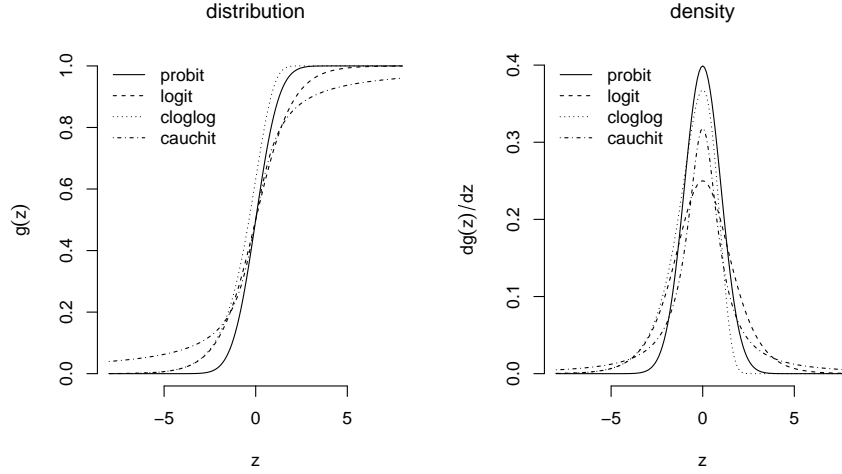 distribution
probit
logit
cloglog
cauchit
1.0
0.8
0.6
0.4
0.2
0.0
g(z)
−5 0 5
z
density
probit
logit
cloglog
cauchit
0.4
0.3
0.2
0.1
0.0
dg(z)/dz
−5 0 5
z